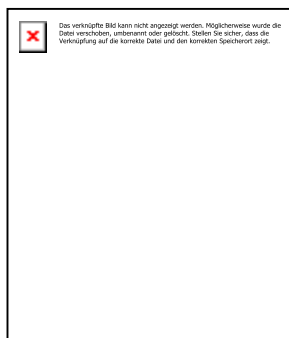 Das verknüpfte Bild kann nicht angezeigt werden. Möglicherweise wurde die
Datei verschoben, umbenannt oder gelöscht. Stellen Sie sicher, dass die
Verknüpfung auf die korrekte Datei und den korrekten Speicherort zeigt.